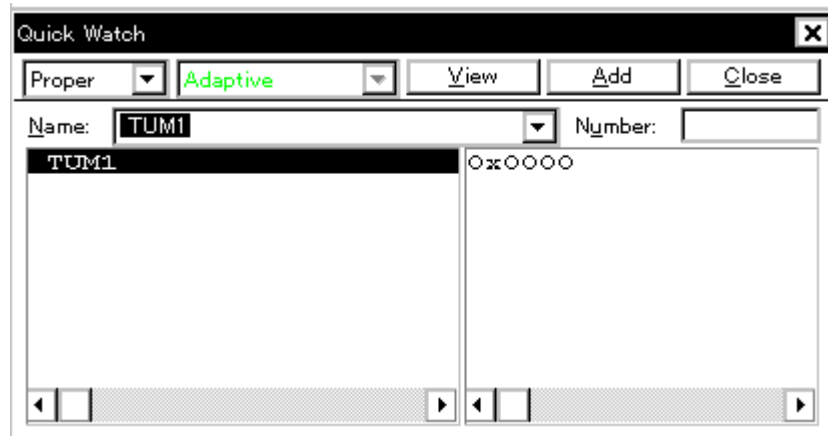 Quick Watch
Proper Adaptive View Add Close
Name: TUM1 Number:
TUM1 0x0000